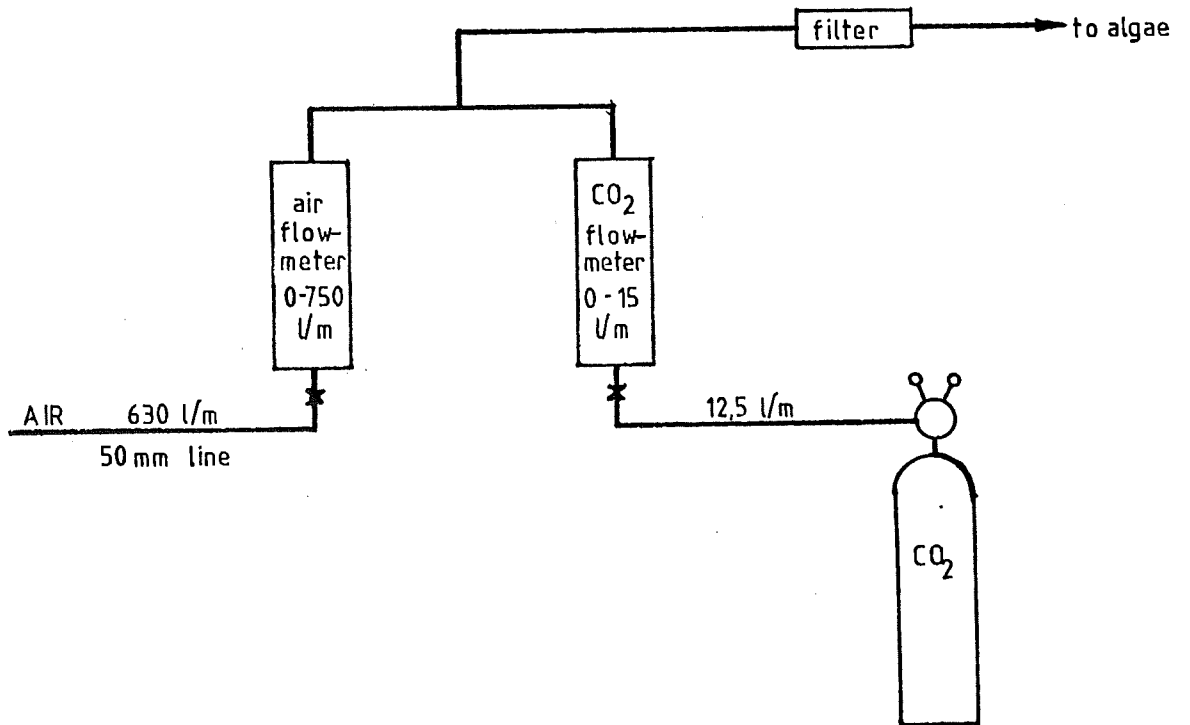 filter
to algae
air
flow-
meter
0-750
l/m
CO2
flow-
meter
0-15
l/m
AIR 630 l/m
50 mm line
12,5 l/m
CO2